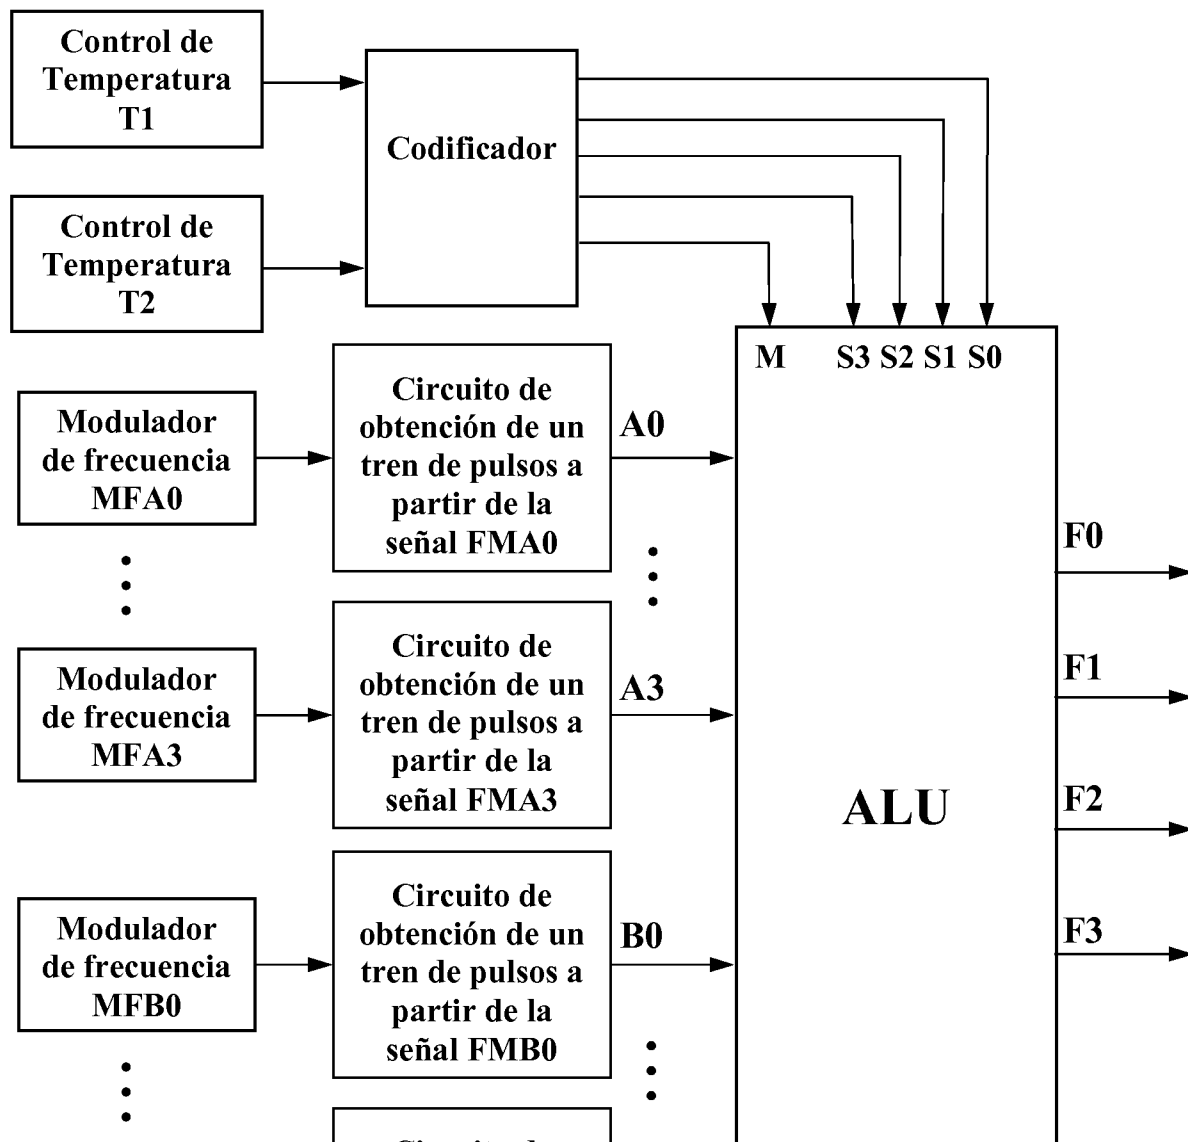 Control de
Temperatura
T1
Codificador
Control de
Temperatura
T2
M S3 S2 S1 S0
Modulador
de frecuencia
MFA0
Circuito de
obtención de un
tren de pulsos a
partir de la
señal FMA0
A0
F0
Modulador
de frecuencia
MFA3
Circuito de
obtención de un
tren de pulsos a
partir de la
señal FMA3
A3
F1
ALU
F2
Modulador
de frecuencia
MFB0
Circuito de
obtención de un
tren de pulsos a
partir de la
señal FMB0
B0
F3